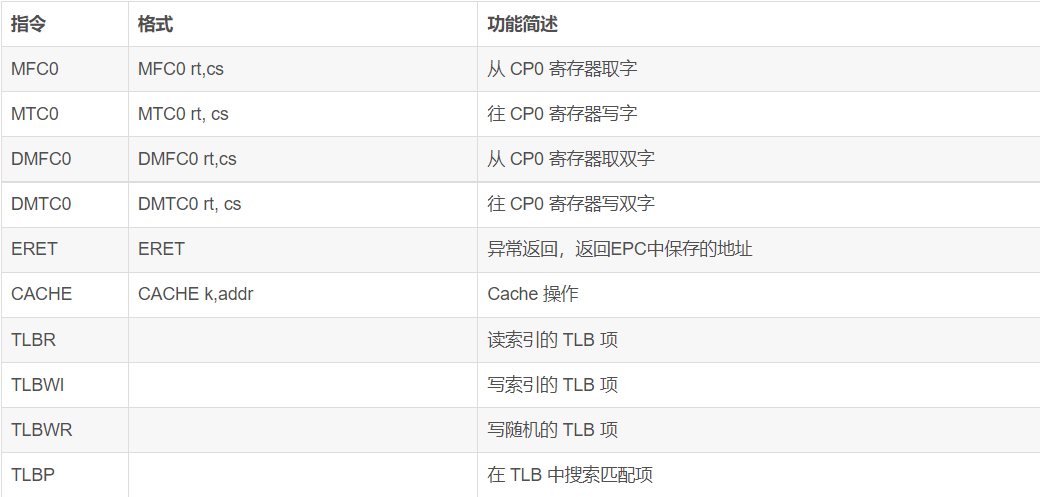 指令 格式 功能简述
MFC0 MFC0 rt,cs 从 CP0 寄存器取字
MTC0 MTC0 rt, cs 往 CP0 寄存器写字
DMFC0 DMFC0 rt,cs 从 CP0 寄存器取双字
DMTC0 DMTC0 rt, cs 往 CP0 寄存器写双字
ERET ERET 异常返回，返回EPC中保存的地址
CACHE CACHE k,addr Cache 操作
TLBR 读索引的 TLB 项
TLBWI 写索引的 TLB 项
TLBWR 写随机的 TLB 项
TLBP 在 TLB 中搜索匹配项